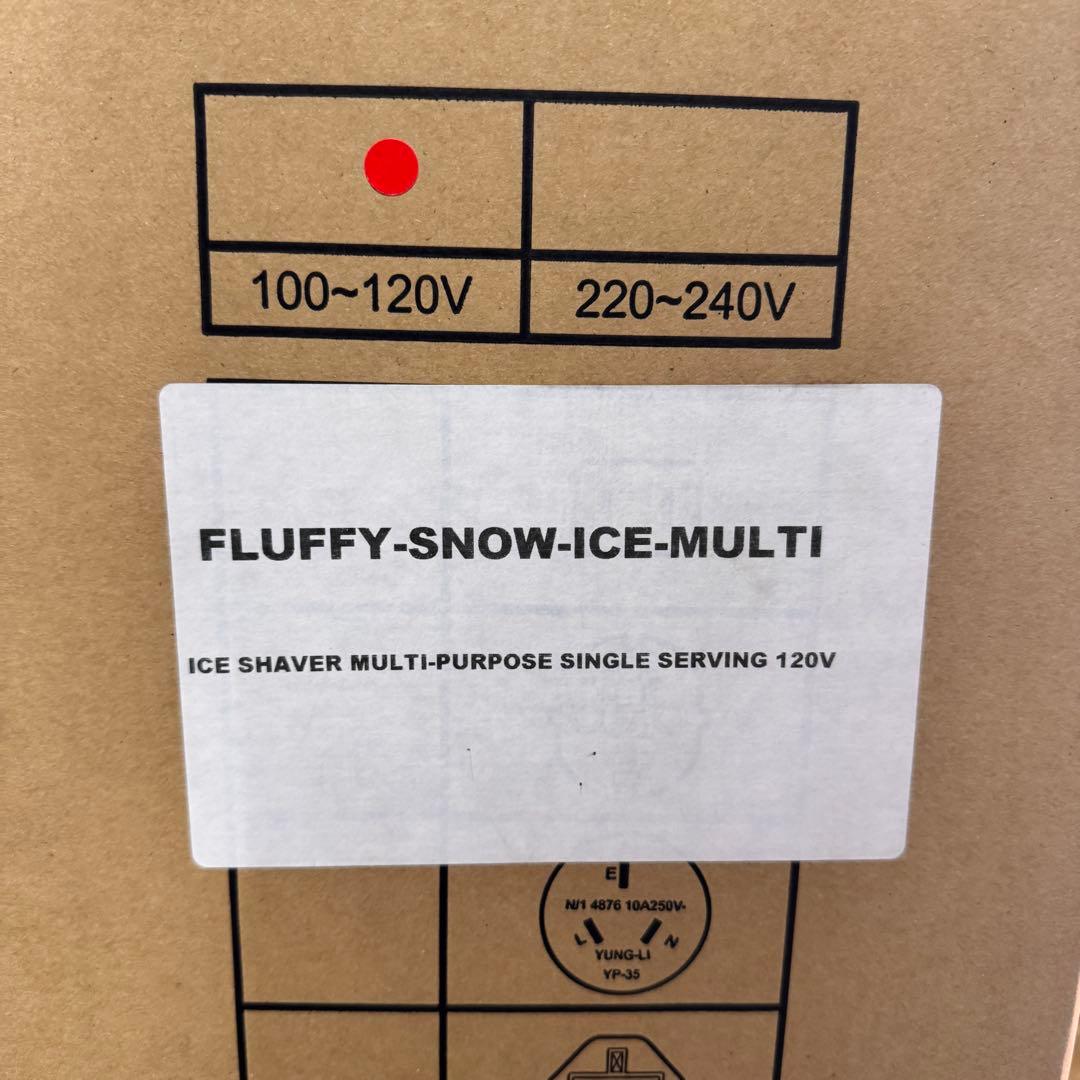 100~120V 220~240V
FLUFFY-SNOW-ICE-MULTI
ICE SHAVER MULTI-PURPOSE SINGLE SERVING 120V
E
N/1 4876 10A250V-
L N
YUNG-LI
YP-35